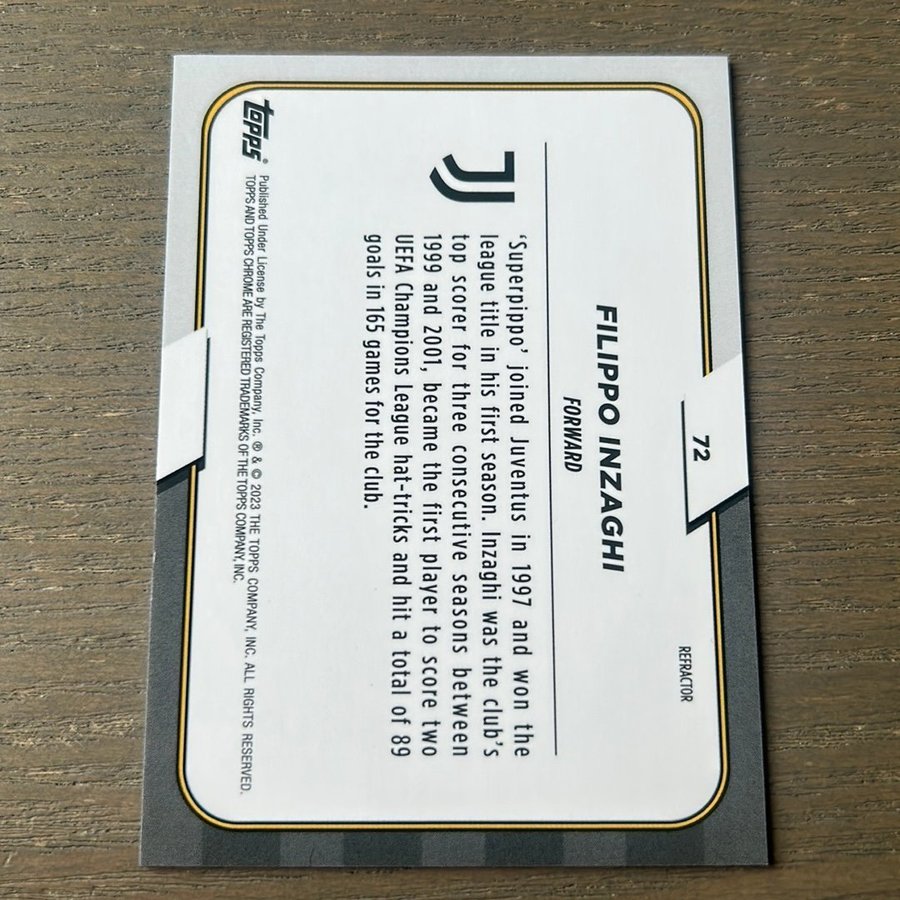 72
REFRACTOR
FILIPPO INZAGHI
FORWARD
'Superpippo' joined Juventus in 1997 and won the
league title in his first season. Inzaghi was the club's
top scorer for three consecutive seasons between
1999 and 2001, became the first player to score two
UEFA Champions League hat-tricks and hit a total of 89
goals in 165 games for the club.
topps®
Published Under License by The Topps Company, Inc. ® & © 2023 THE TOPPS COMPANY, INC. ALL RIGHTS RESERVED.
TOPPS AND TOPPS CHROME ARE REGISTERED TRADEMARKS OF THE TOPPS COMPANY, INC.